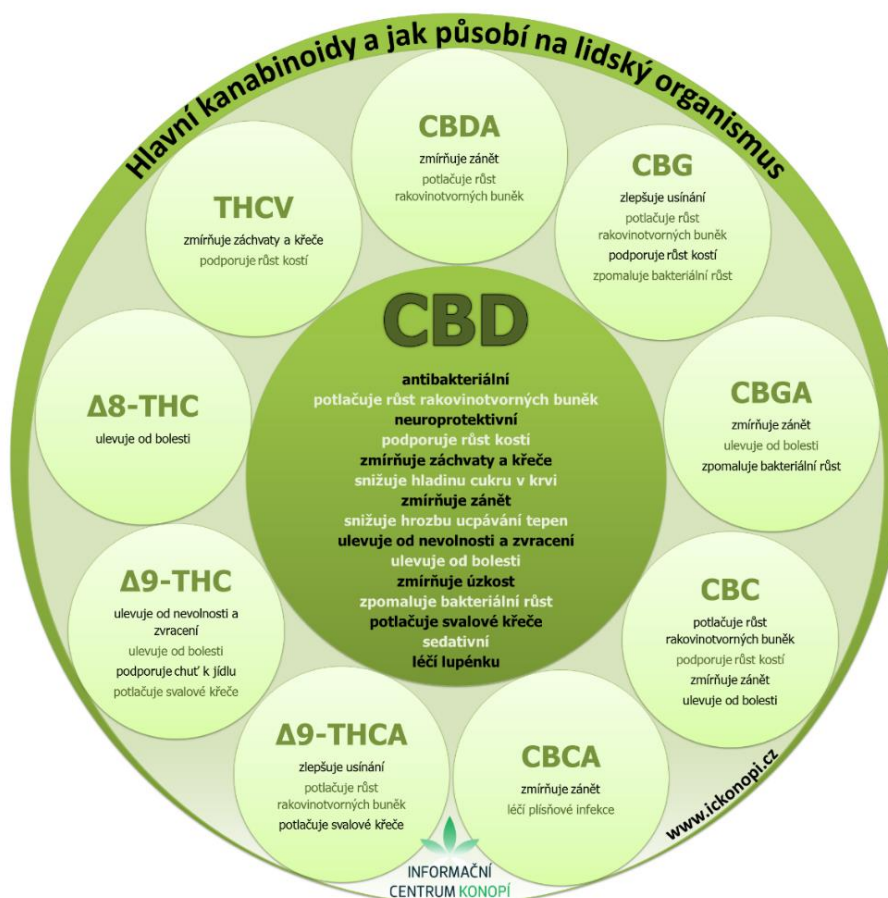 Hlavní kanabinoidy a jak působí na lidský organismus
CBDA
zmírňuje zánět
potlačuje růst
rakovinotvorných buněk
CBG
zlepšuje usínání
potlačuje růst
rakovinotvorných buněk
podporuje růst kostí
zpomaluje bakteriální růst
THCV
zmírňuje záchvaty a křeče
podporuje růst kostí
CBD
antibakteriální
potlačuje růst rakovinotvorných buněk
neuroprotektivní
podporuje růst kostí
zmírňuje záchvaty a křeče
snižuje hladinu cukru v krvi
zmírňuje zánět
snižuje hrozbu ucpávání tepen
ulevuje od nevolnosti a zvracení
ulevuje od bolesti
zmírňuje úzkost
zpomaluje bakteriální růst
potlačuje svalové křeče
sedativní
léčí lupénku
Δ8-THC
ulevuje od bolesti
CBGA
zmírňuje zánět
ulevuje od bolesti
zpomaluje bakteriální růst
Δ9-THC
ulevuje od nevolnosti a
zvracení
ulevuje od bolesti
podporuje chuť k jídlu
potlačuje svalové křeče
CBC
potlačuje růst
rakovinotvorných buněk
podporuje růst kostí
zmírňuje zánět
ulevuje od bolesti
Δ9-THCA
zlepšuje usínání
potlačuje růst
rakovinotvorných buněk
potlačuje svalové křeče
CBCA
zmírňuje zánět
léčí plísňové infekce
www.ickonopi.cz
INFORMAČNÍ
CENTRUM KONOPÍ